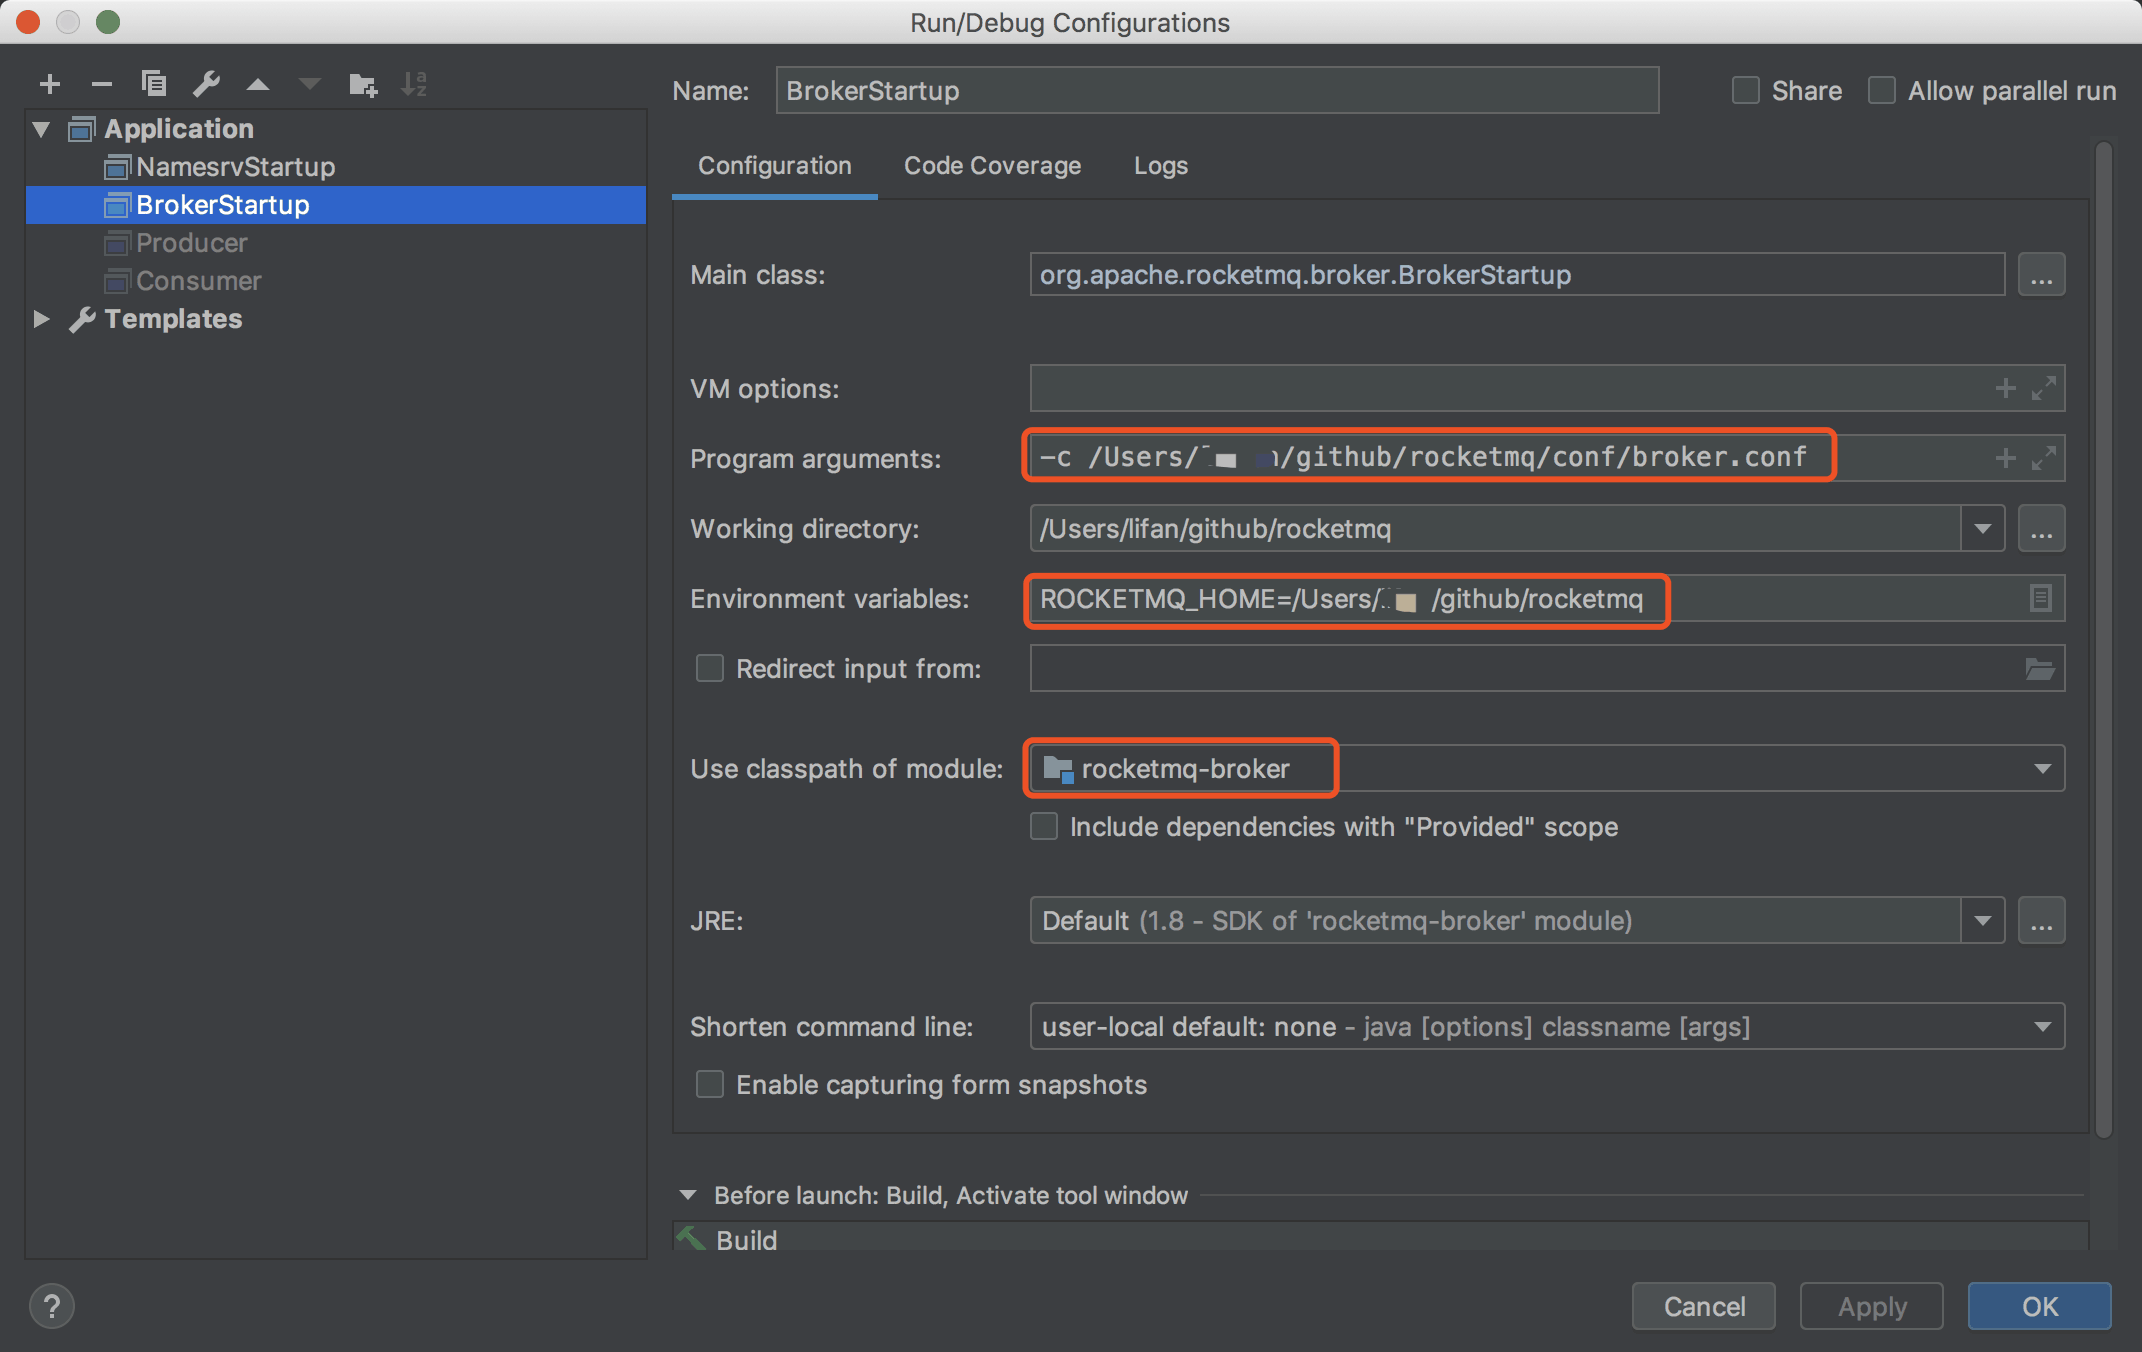 Run/Debug Configurations
Name: BrokerStartup Share Allow parallel run
Application
NamesrvStartup
BrokerStartup
Producer
Consumer
Templates
Configuration Code Coverage Logs
Main class: org.apache.rocketmq.broker.BrokerStartup ...
VM options:
Program arguments: -c /Users/ /github/rocketmq/conf/broker.conf
Working directory: /Users/lifan/github/rocketmq ...
Environment variables: ROCKETMQ_HOME=/Users/ /github/rocketmq
Redirect input from:
Use classpath of module: rocketmq-broker
Include dependencies with "Provided" scope
JRE: Default (1.8 - SDK of 'rocketmq-broker' module) ...
Shorten command line: user-local default: none - java [options] classname [args]
Enable capturing form snapshots
Before launch: Build, Activate tool window
Build
? Cancel Apply OK